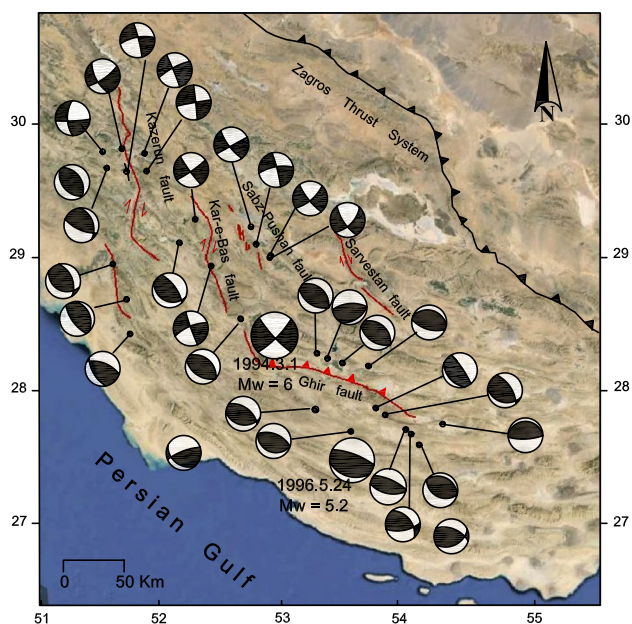 Zagros Thrust System
N
30
30
Kazerun fault
Kar-e-Bas fault
Sabz-Pushan fault
Sarvestan fault
29
29
1994.3.1
Mw = 6
Ghir fault
28
28
1996.5.24
Mw = 5.2
Persian Gulf
27
27
0 50 Km
51 52 53 54 55